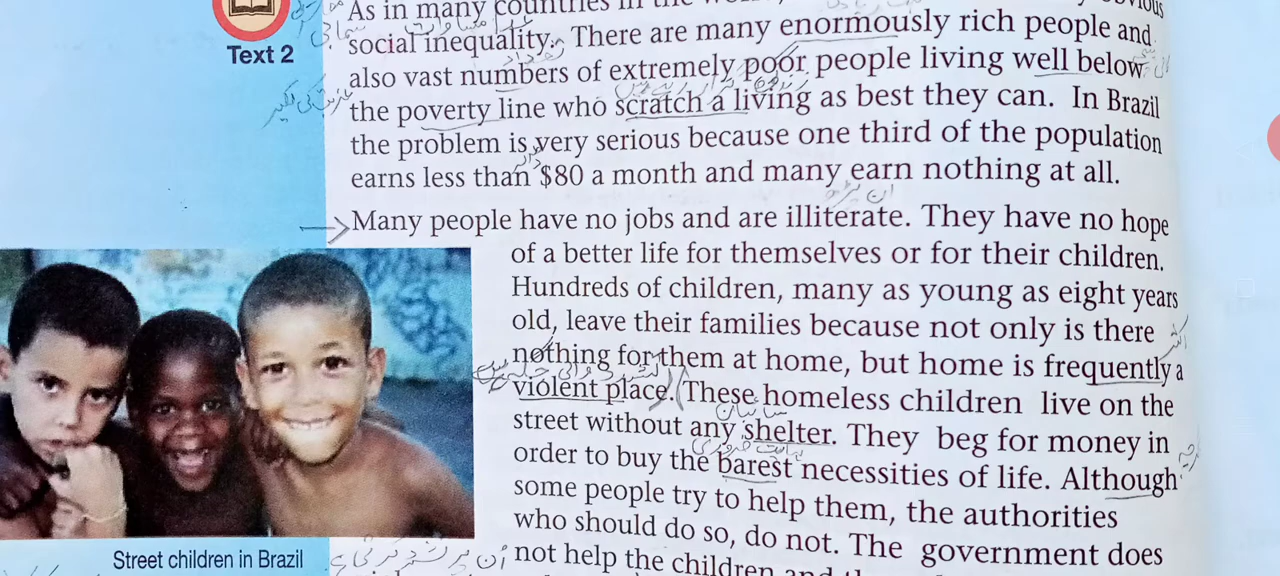 As in many countries in the
Text 2
social inequality. There are many enormously rich people and
also vast numbers of extremely poor people living well below
the poverty line who scratch a living as best they can. In Brazil
the problem is very serious because one third of the population
earns less than $80 a month and many earn nothing at all.
ان پڑھ
Many people have no jobs and are illiterate. They have no hope
of a better life for themselves or for their children.
Hundreds of children, many as young as eight years
old, leave their families because not only is there
nothing for them at home, but home is frequently a
violent place. These homeless children live on the
street without any shelter. They beg for money in
order to buy the barest necessities of life. Although
some people try to help them, the authorities
who should do so, do not. The government does
not help the children and
Street children in Brazil